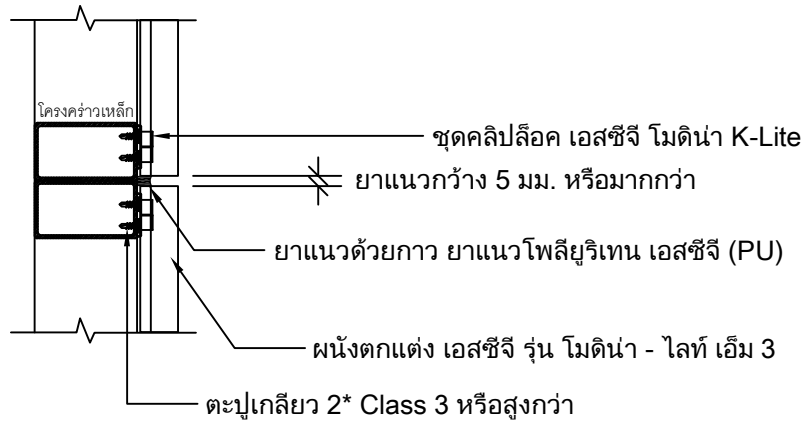 โครงคร่าวเหล็ก
ชุดคลิปล็อค เอสซีจี โมดิน่า K-Lite
ยาแนวกว้าง 5 มม. หรือมากกว่า
ยาแนวด้วยกาว ยาแนวโพลียูริเทน เอสซีจี (PU)
ผนังตกแต่ง เอสซีจี รุ่น โมดิน่า - ไลท์ เอ็ม 3
ตะปูเกลียว 2* Class 3 หรือสูงกว่า